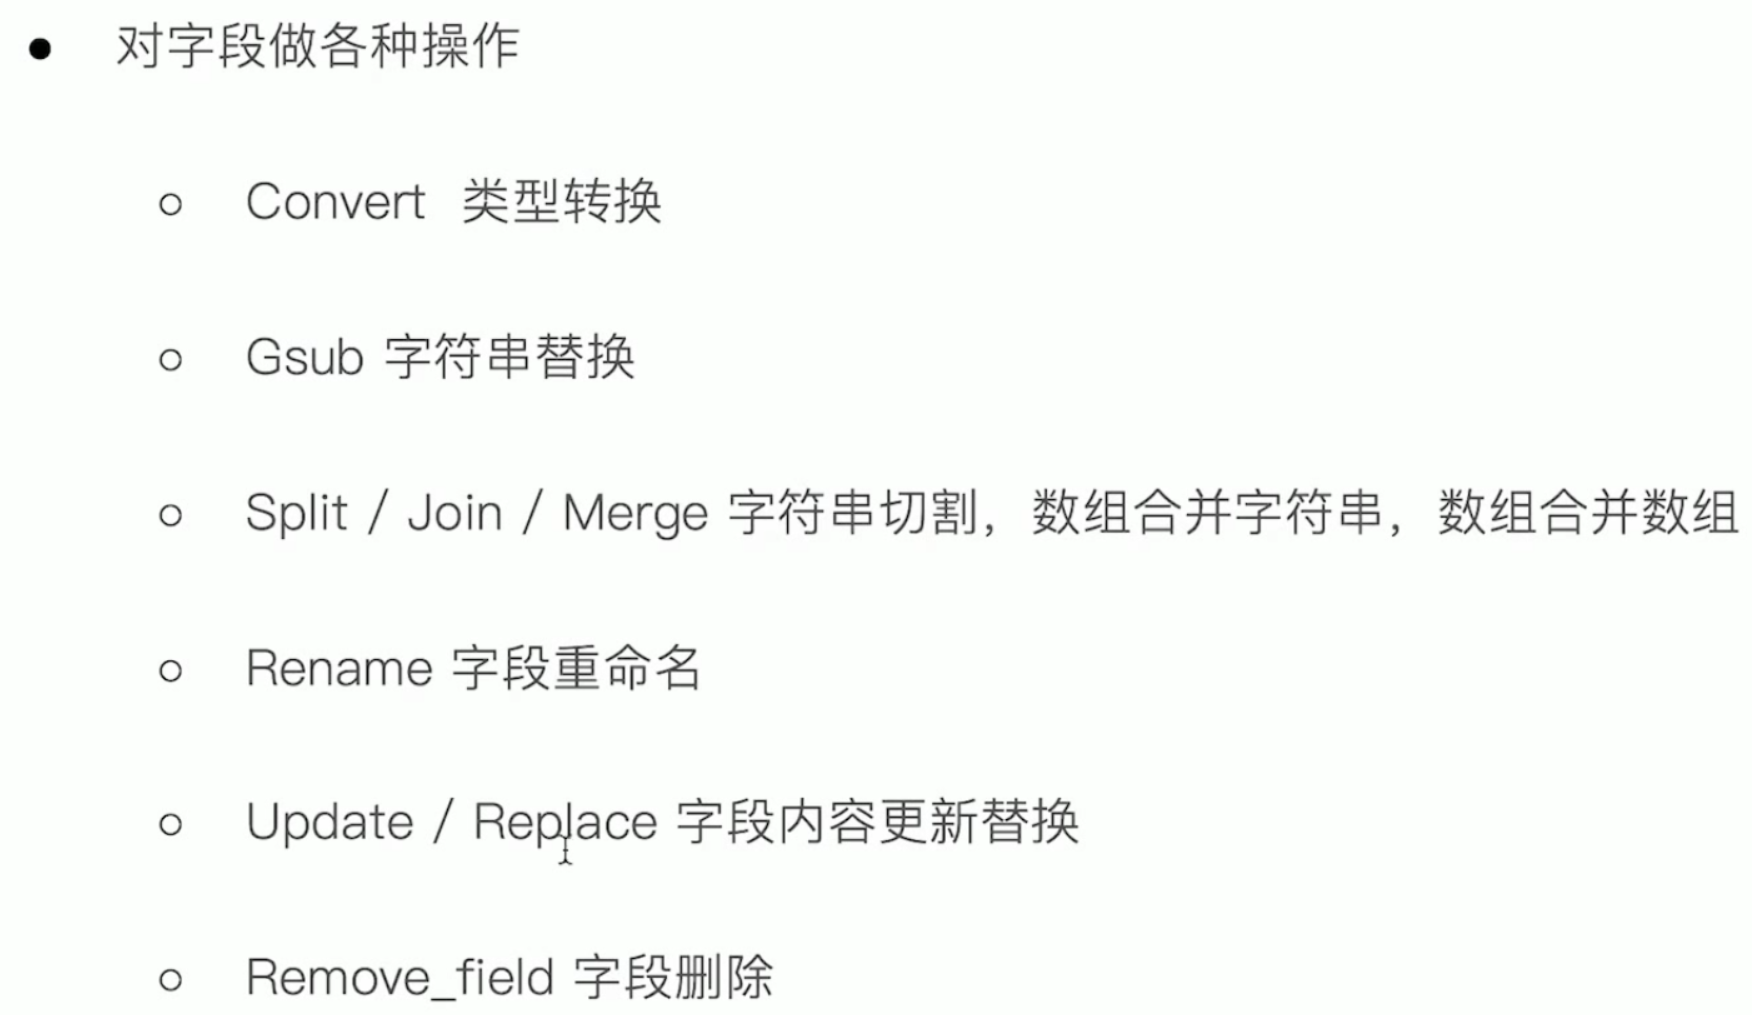 ● 对字段做各种操作
○ Convert 类型转换
○ Gsub 字符串替换
○ Split / Join / Merge 字符串切割，数组合并字符串，数组合并数组
○ Rename 字段重命名
○ Update / Replace 字段内容更新替换
○ Remove_field 字段删除